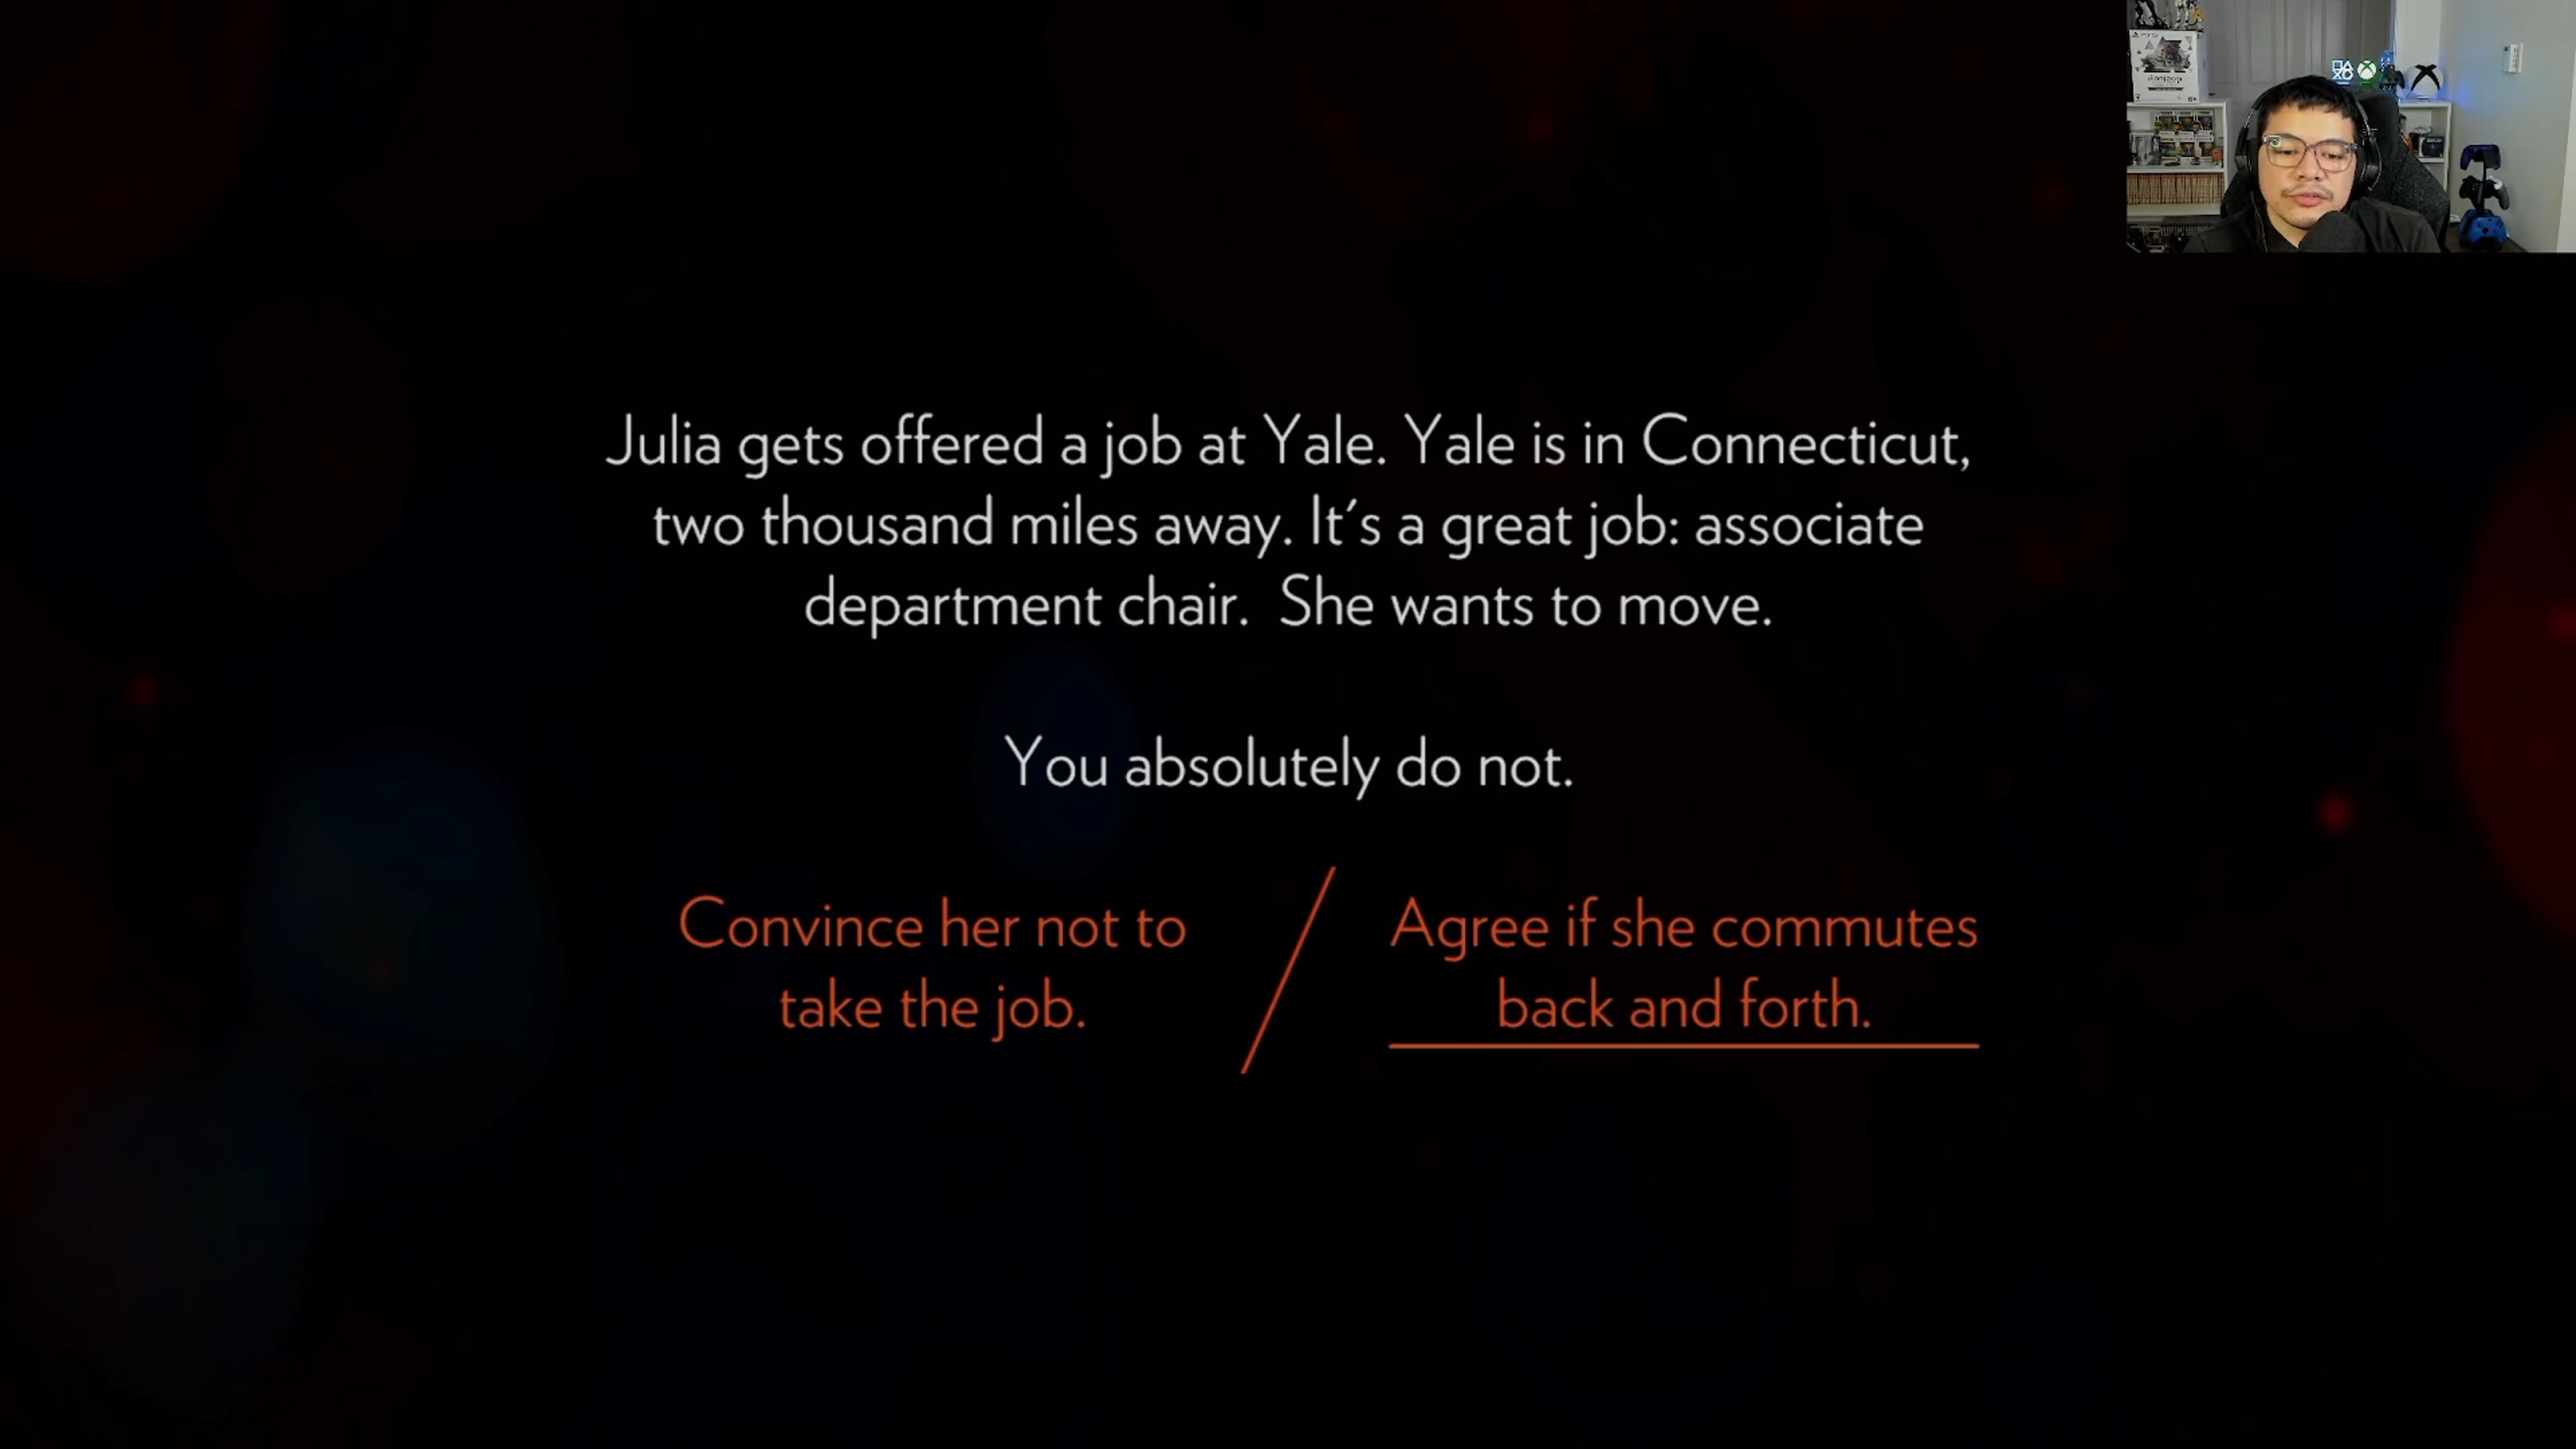 Julia gets offered a job at Yale. Yale is in Connecticut,
two thousand miles away. It's a great job: associate
department chair.  She wants to move.
You absolutely do not.
Convince her not to
take the job.
/
Agree if she commutes
back and forth.